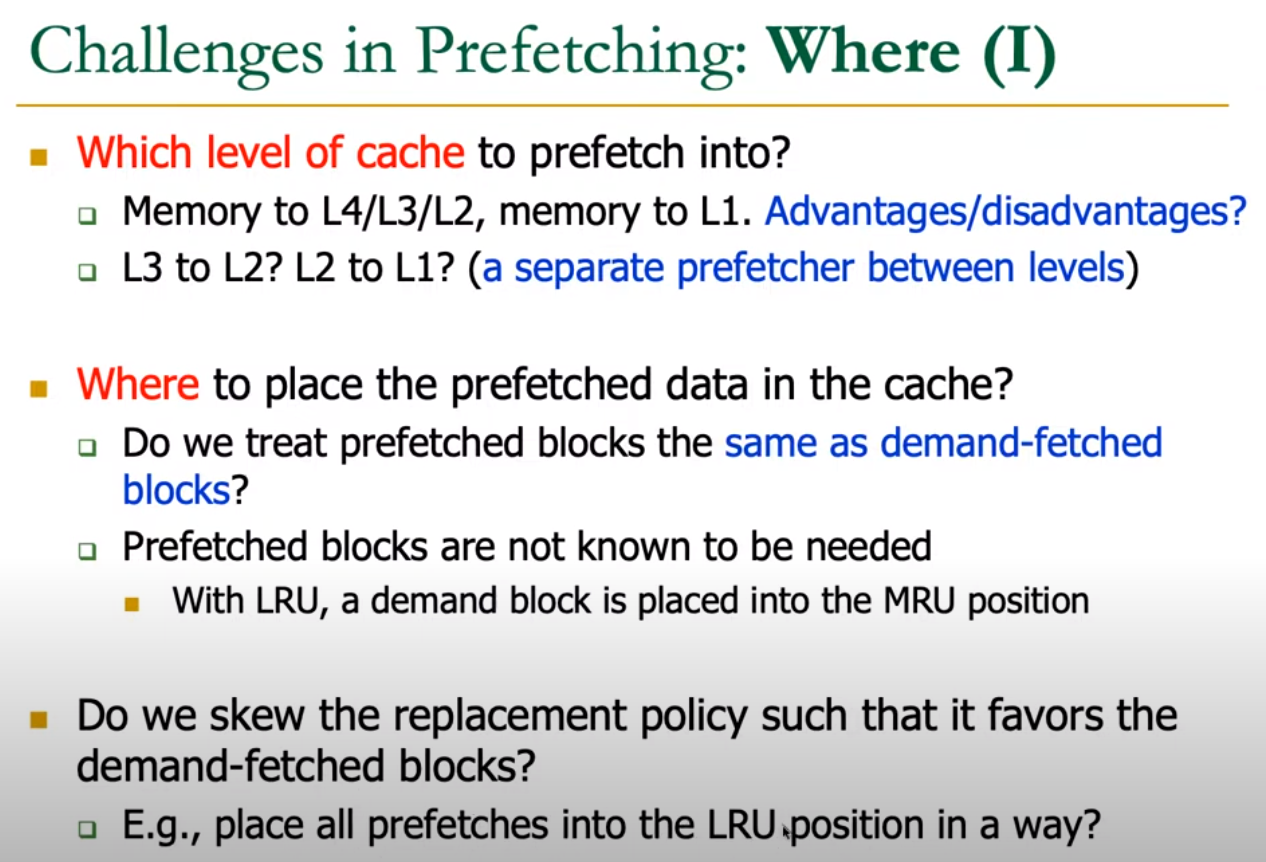 Challenges in Prefetching: Where (I)
Which level of cache to prefetch into?
Memory to L4/L3/L2, memory to L1. Advantages/disadvantages?
L3 to L2? L2 to L1? (a separate prefetcher between levels)
Where to place the prefetched data in the cache?
Do we treat prefetched blocks the same as demand-fetched
blocks?
Prefetched blocks are not known to be needed
With LRU, a demand block is placed into the MRU position
Do we skew the replacement policy such that it favors the
demand-fetched blocks?
E.g., place all prefetches into the LRU position in a way?